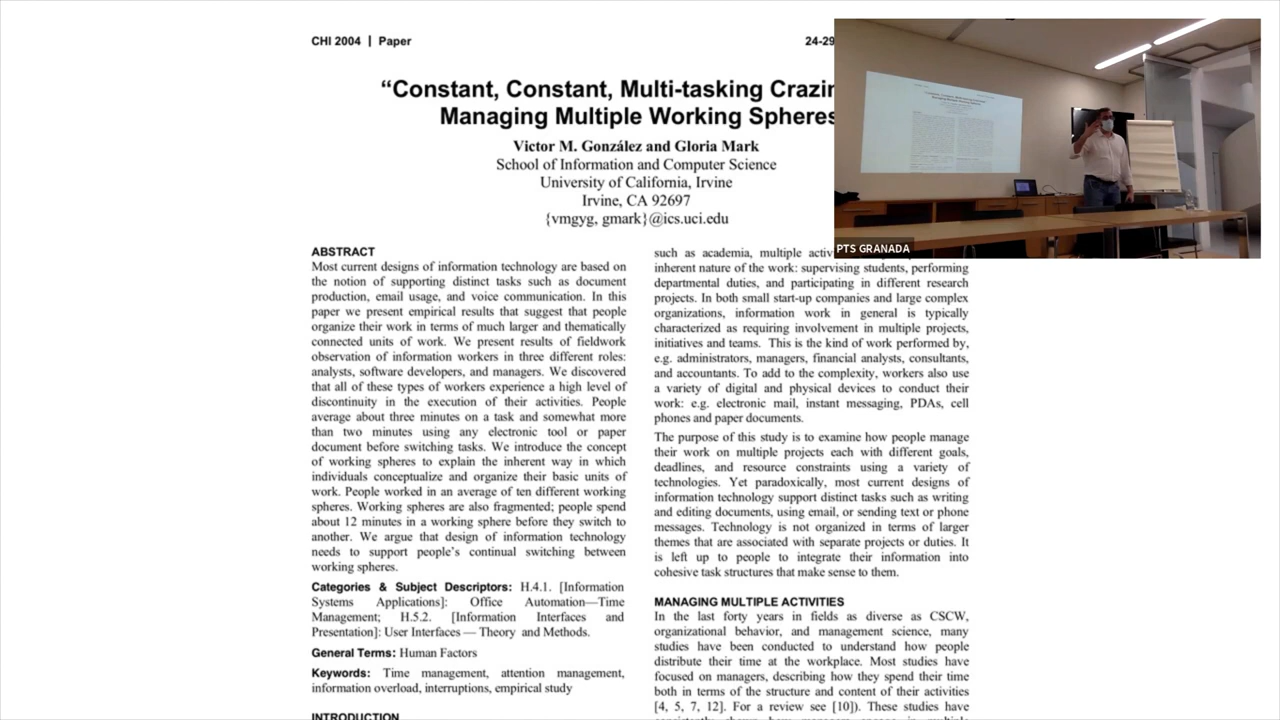 CHI 2004 | Paper
24-29
“Constant, Constant, Multi-tasking Crazin
Managing Multiple Working Spheres
Victor M. González and Gloria Mark
School of Information and Computer Science
University of California, Irvine
Irvine, CA 92697
{vmgyg, gmark}@ics.uci.edu
ABSTRACT
Most current designs of information technology are based on
the notion of supporting distinct tasks such as document
production, email usage, and voice communication. In this
paper we present empirical results that suggest that people
organize their work in terms of much larger and thematically
connected units of work. We present results of fieldwork
observation of information workers in three different roles:
analysts, software developers, and managers. We discovered
that all of these types of workers experience a high level of
discontinuity in the execution of their activities. People
average about three minutes on a task and somewhat more
than two minutes using any electronic tool or paper
document before switching tasks. We introduce the concept
of working spheres to explain the inherent way in which
individuals conceptualize and organize their basic units of
work. People worked in an average of ten different working
spheres. Working spheres are also fragmented; people spend
about 12 minutes in a working sphere before they switch to
another. We argue that design of information technology
needs to support people’s continual switching between
working spheres.
Categories & Subject Descriptors: H.4.1. [Information
Systems Applications]: Office Automation—Time
Management; H.5.2. [Information Interfaces and
Presentation]: User Interfaces — Theory and Methods.
General Terms: Human Factors
Keywords: Time management, attention management,
information overload, interruptions, empirical study
INTRODUCTION
such as academia, multiple activ
inherent nature of the work: supervising students, performing
departmental duties, and participating in different research
projects. In both small start-up companies and large complex
organizations, information work in general is typically
characterized as requiring involvement in multiple projects,
initiatives and teams. This is the kind of work performed by,
e.g. administrators, managers, financial analysts, consultants,
and accountants. To add to the complexity, workers also use
a variety of digital and physical devices to conduct their
work: e.g. electronic mail, instant messaging, PDAs, cell
phones and paper documents.
The purpose of this study is to examine how people manage
their work on multiple projects each with different goals,
deadlines, and resource constraints using a variety of
technologies. Yet paradoxically, most current designs of
information technology support distinct tasks such as writing
and editing documents, using email, or sending text or phone
messages. Technology is not organized in terms of larger
themes that are associated with separate projects or duties. It
is left up to people to integrate their information into
cohesive task structures that make sense to them.
MANAGING MULTIPLE ACTIVITIES
In the last forty years in fields as diverse as CSCW,
organizational behavior, and management science, many
studies have been conducted to understand how people
distribute their time at the workplace. Most studies have
focused on managers, describing how they spend their time
both in terms of the structure and content of their activities
[4, 5, 7, 12]. For a review see [10]). These studies have
PTS GRANADA